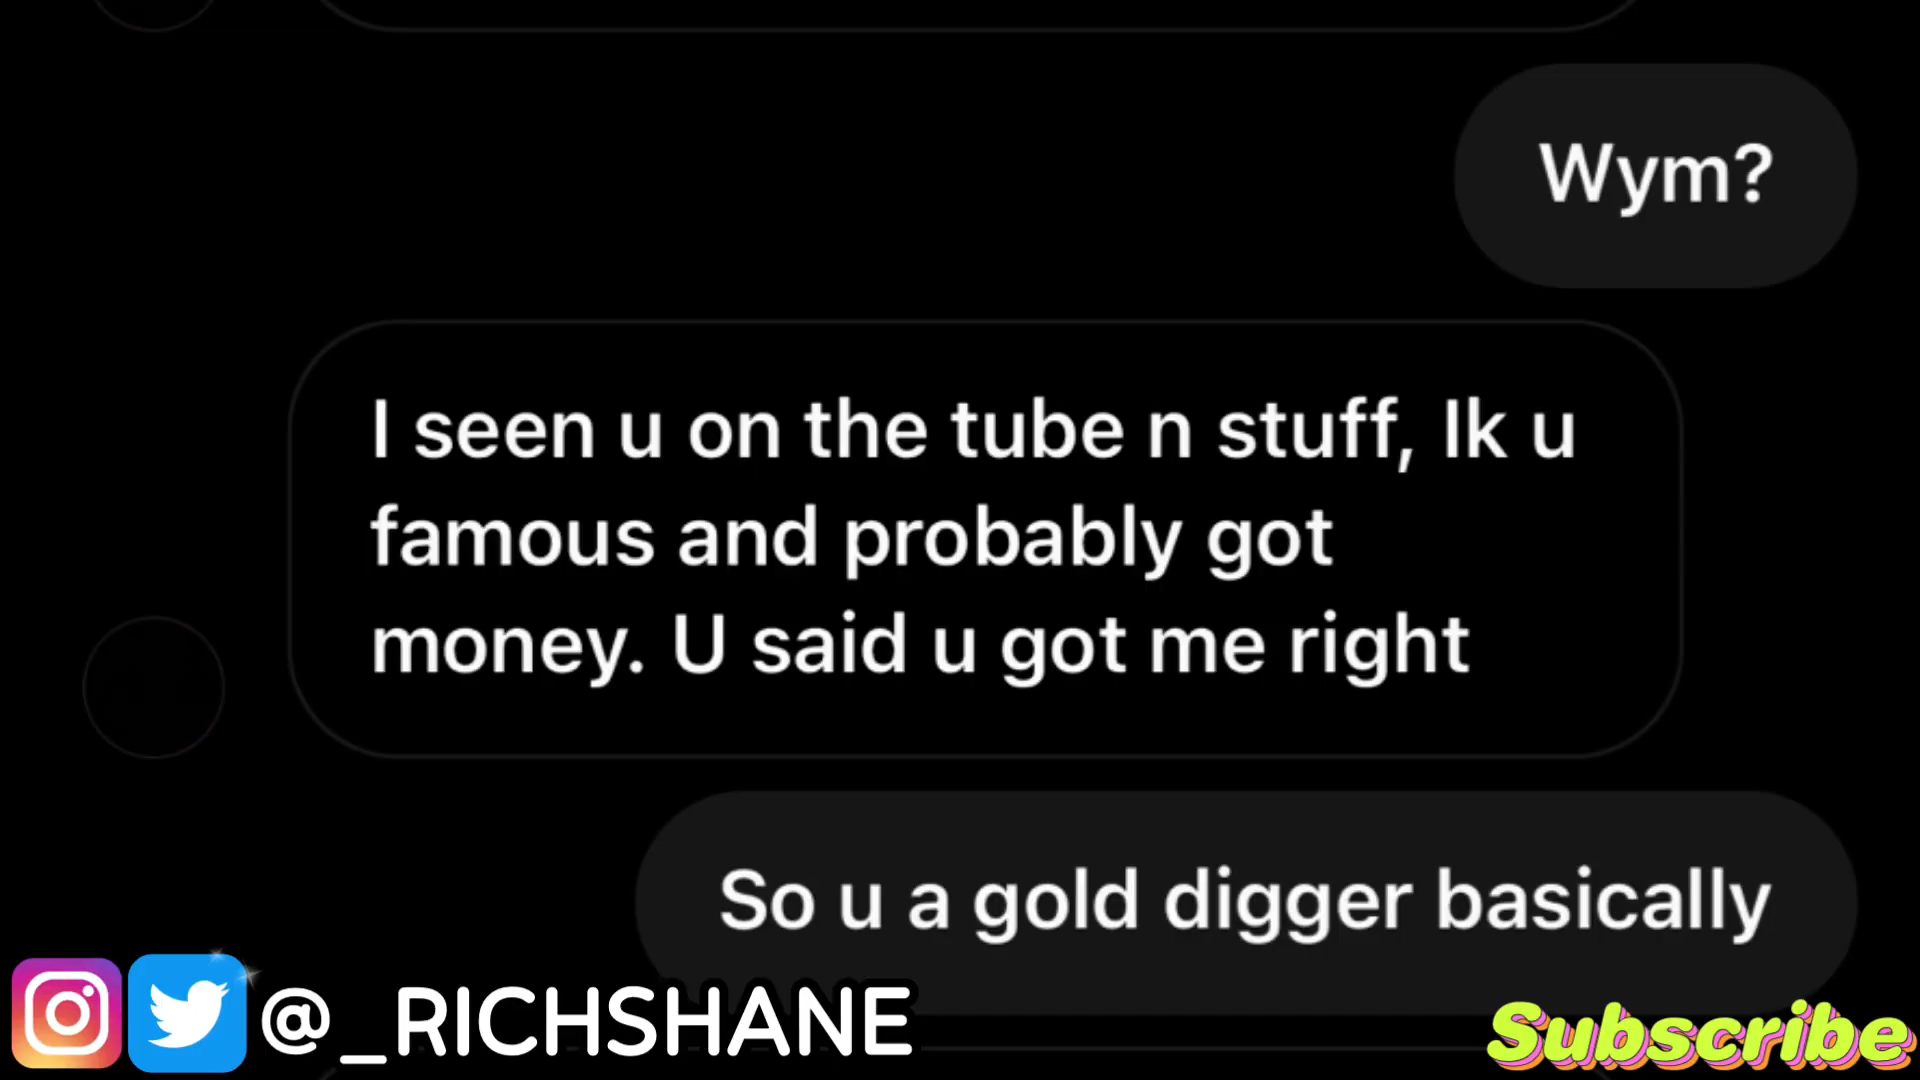 Wym?
I seen u on the tube n stuff, Ik u
famous and probably got
money. U said u got me right
So u a gold digger basically
@_RICHSHANE
Subscribe